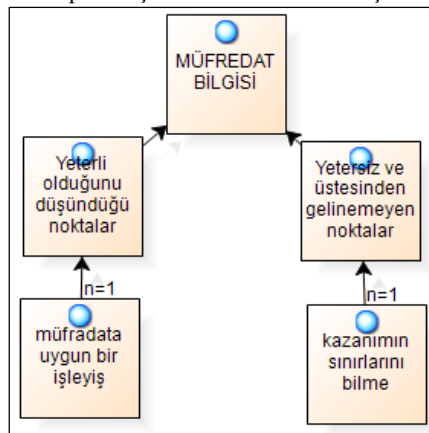 MÜFREDAT
BİLGİSİ
Yeterli
olduğunu
düşündüğü
noktalar
Yetersiz ve
üstesinden
gelinemeyen
noktalar
n=1
n=1
müfradata
uygun bir
işleyiş
kazanımın
sınırlarını
bilme